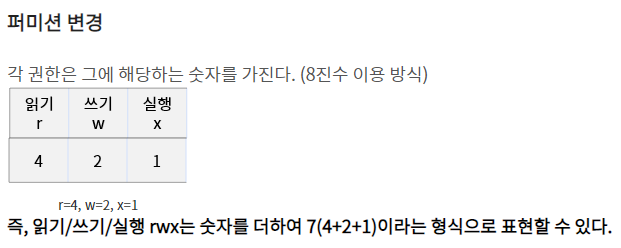 퍼미션 변경
각 권한은 그에 해당하는 숫자를 가진다. (8진수 이용 방식)
읽기 쓰기 실행
r w x
4 2 1
r=4, w=2, x=1
즉, 읽기/쓰기/실행 rwx는 숫자를 더하여 7(4+2+1)이라는 형식으로 표현할 수 있다.